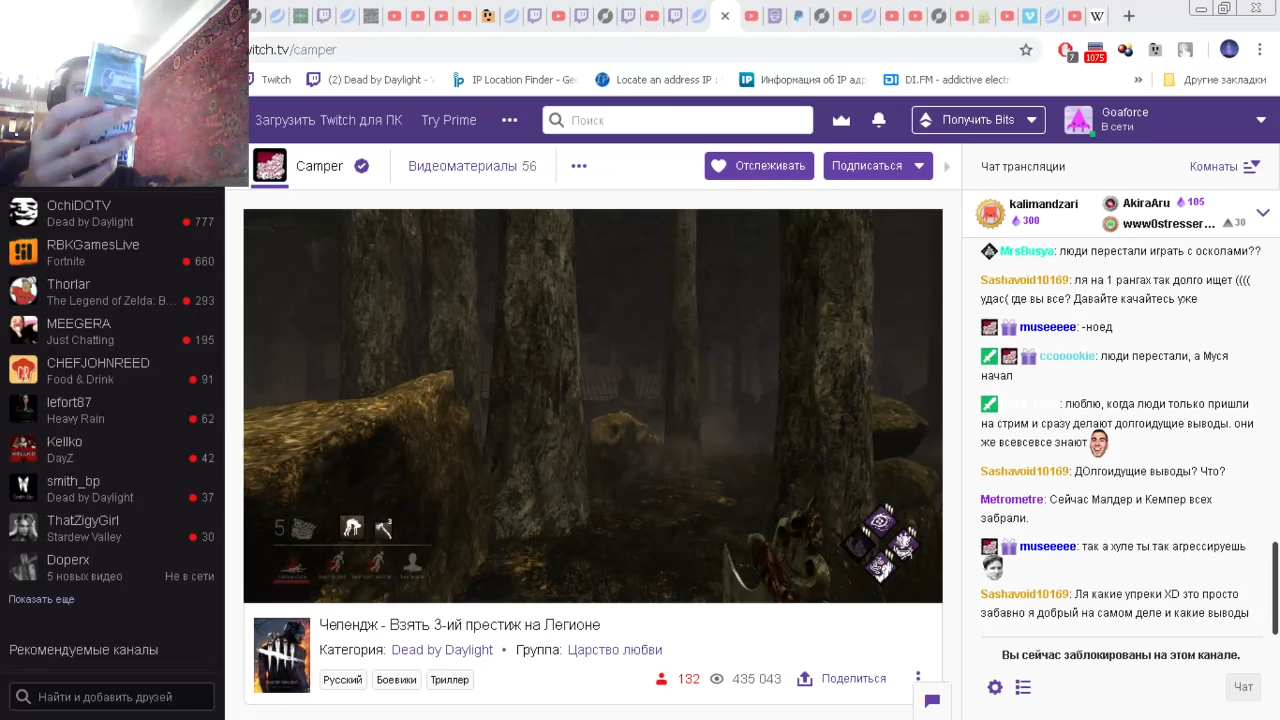 witch.tv/camper
7
1075
Twitch
(2) Dead by Daylight -
IP Location Finder - Geo
Locate an address IP :
Информация об IP адр
DI.FM - addictive electr
Другие закладки
Загрузить Twitch для ПК
Try Prime
Поиск
Получить Bits
Goaforce
В сети
Camper
Видеоматериалы 56
Отслеживать
Подписаться
Чат трансляции
Комнаты
OchiDOTV
Dead by Daylight
777
RBKGamesLive
Fortnite
660
Thorlar
The Legend of Zelda: B...
293
MEEGERA
Just Chatting
195
CHEFJOHNREED
Food & Drink
91
lefort87
Heavy Rain
62
Kellko
DayZ
42
smith_bp
Dead by Daylight
37
ThatZigyGirl
Stardew Valley
30
Doperx
5 новых видео
Не в сети
Показать еще
Рекомендуемые каналы
Найти и добавить друзей
5
3
Челендж - Взять 3-ий престиж на Легионе
Категория: Dead by Daylight • Группа: Царство любви
Русский
Боевики
Триллер
132
435 043
Поделиться
kalimandzari
300
AkiraAru
105
www0stresser...
30
MrsBusya: люди перестали играть с осколами??
Sashavoid10169: ля на 1 рангах так долго ищет ((((
удас( где вы все? Давайте качайтесь уже
museeeee: -ноед
ccooookie: люди перестали, а Муся
начал
: люблю, когда люди только пришли
на стрим и сразу делают долгоидущие выводы. они
же всевсевсе знают
Sashavoid10169: ДОлгоидущие выводы? Что?
Metrometre: Сейчас Малдер и Кемпер всех
забрали.
museeeee: так а хуле ты так агрессируешь
Sashavoid10169: Ля какие упреки XD это просто
забавно я добрый на самом деле и какие выводы
Вы сейчас заблокированы на этом канале.
Чат